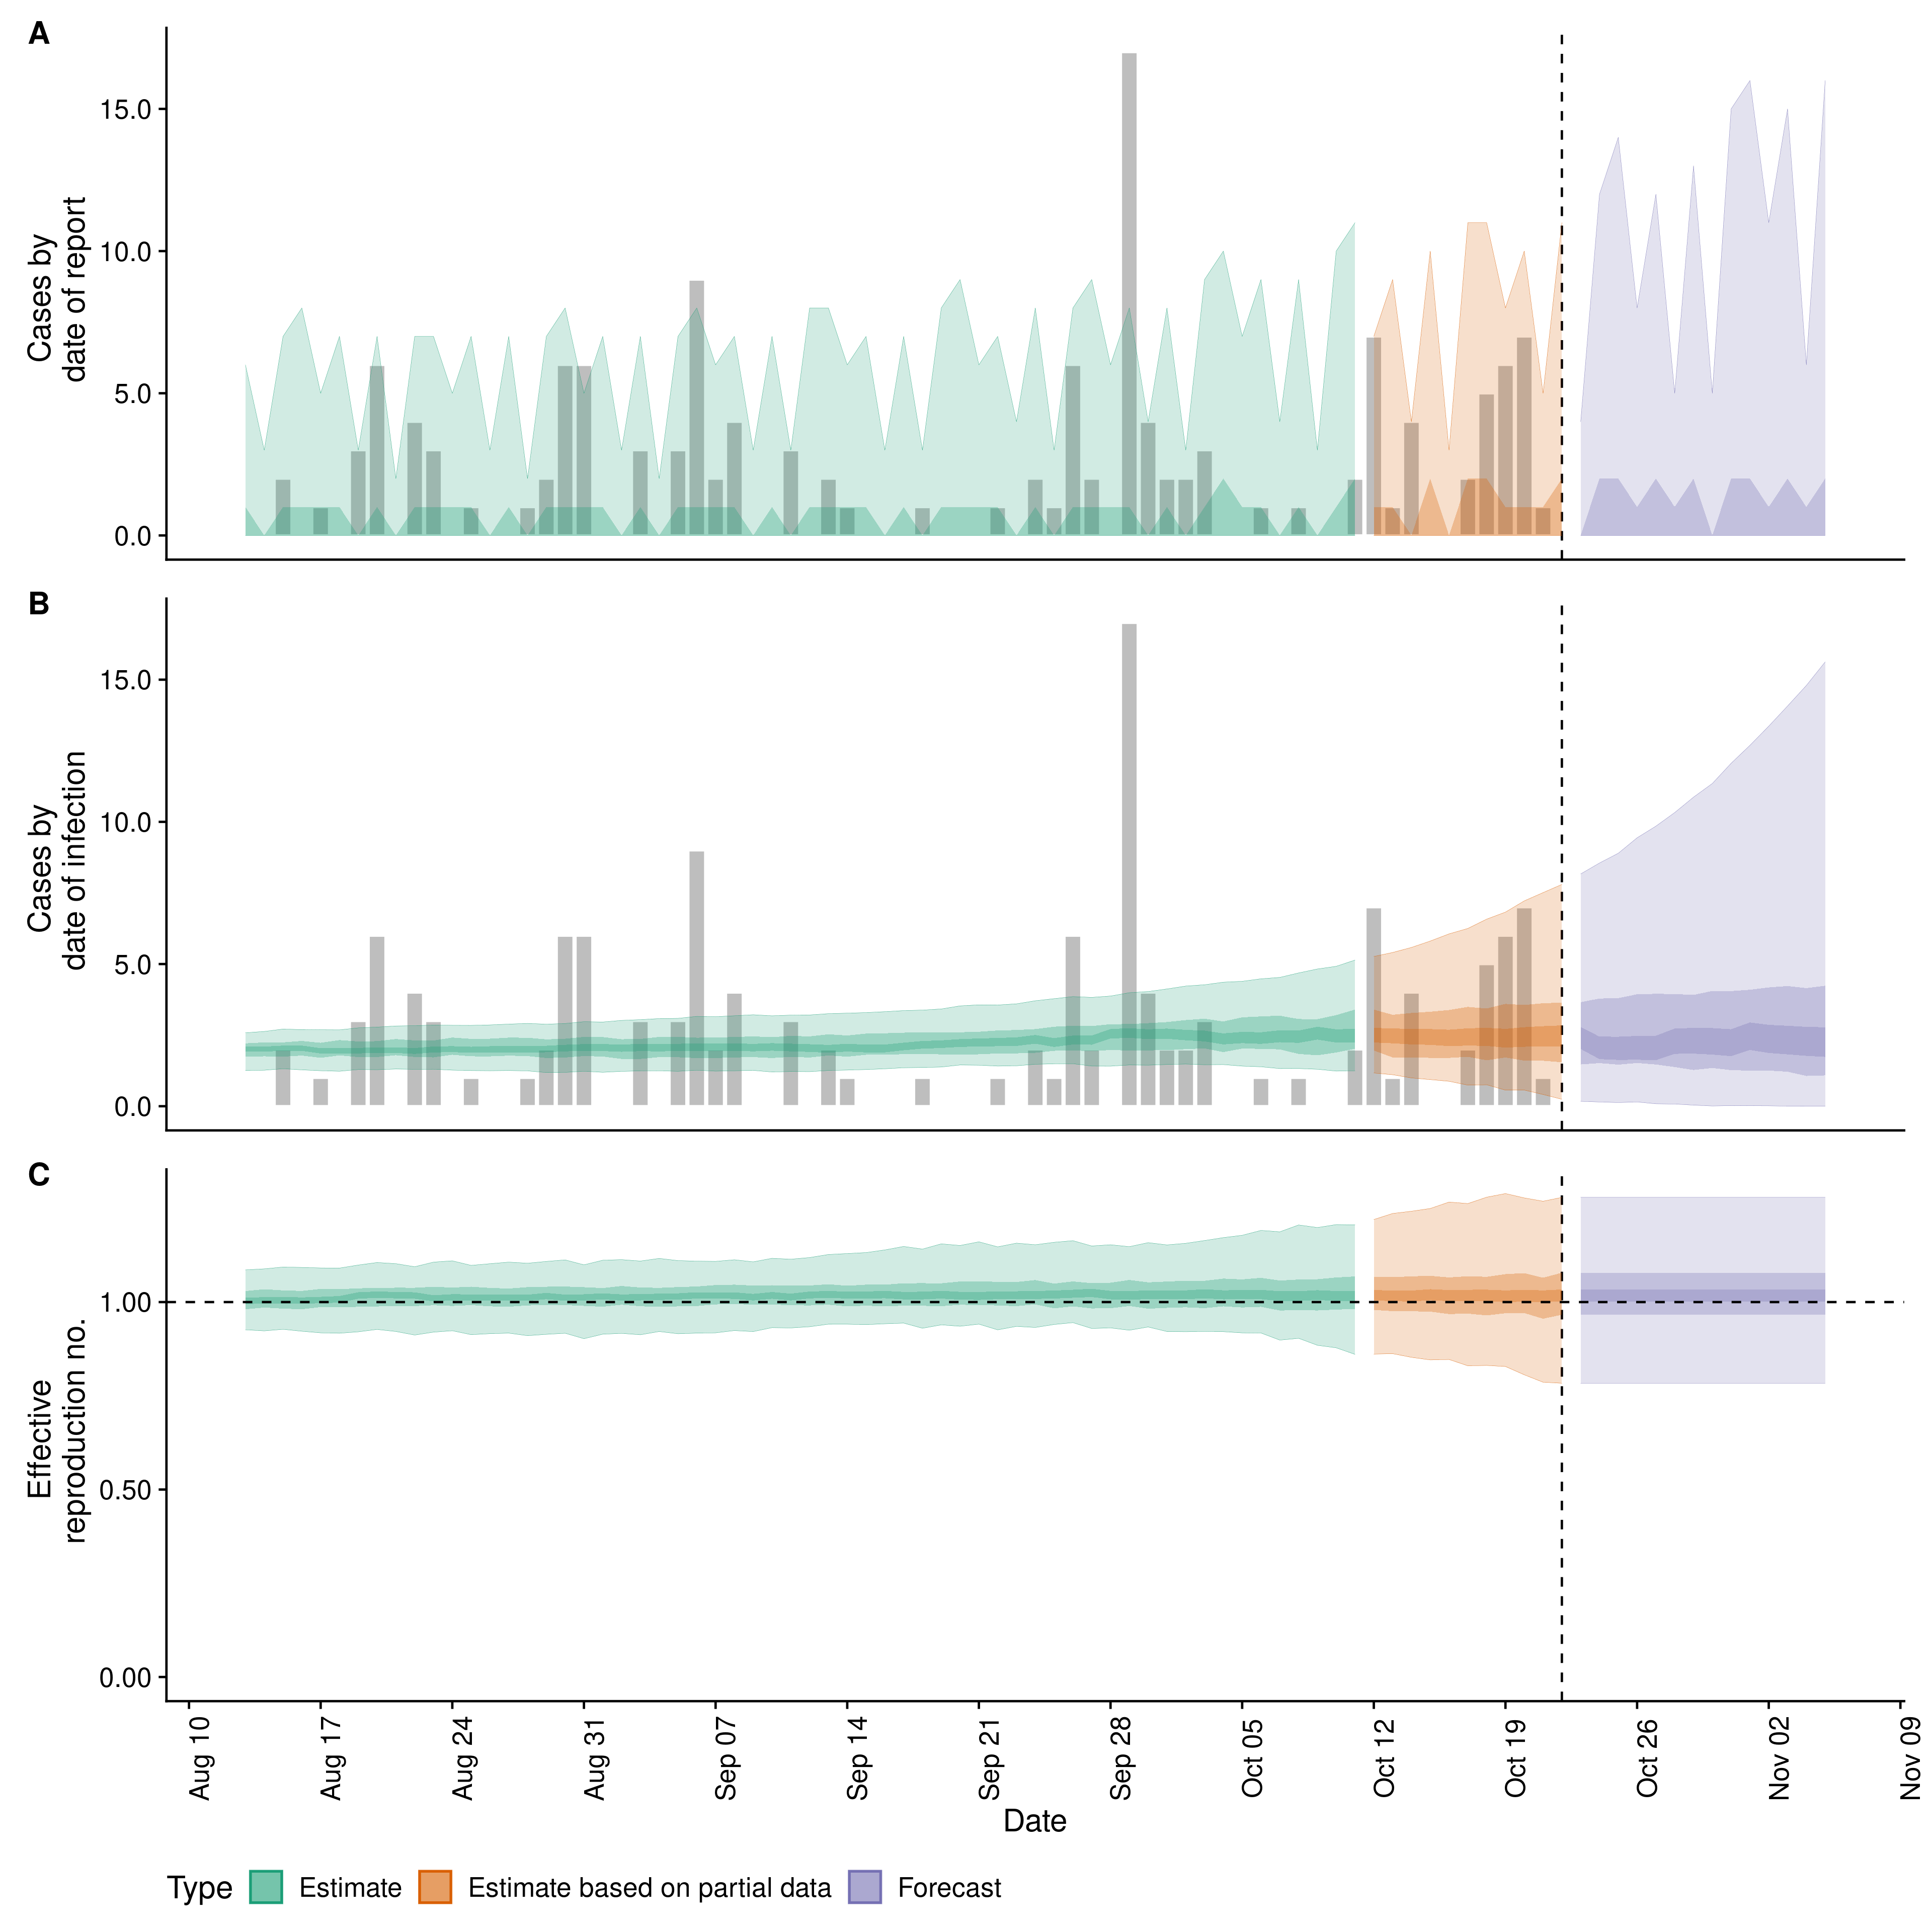 A
Cases by
date of report
15.0
10.0
5.0
0.0
B
Cases by
date of infection
15.0
10.0
5.0
0.0
C
Effective
reproduction no.
1.00
0.50
0.00
Aug 10
Aug 17
Aug 24
Aug 31
Sep 07
Sep 14
Sep 21
Sep 28
Oct 05
Oct 12
Oct 19
Oct 26
Nov 02
Nov 09
Date
Type Estimate Estimate based on partial data Forecast